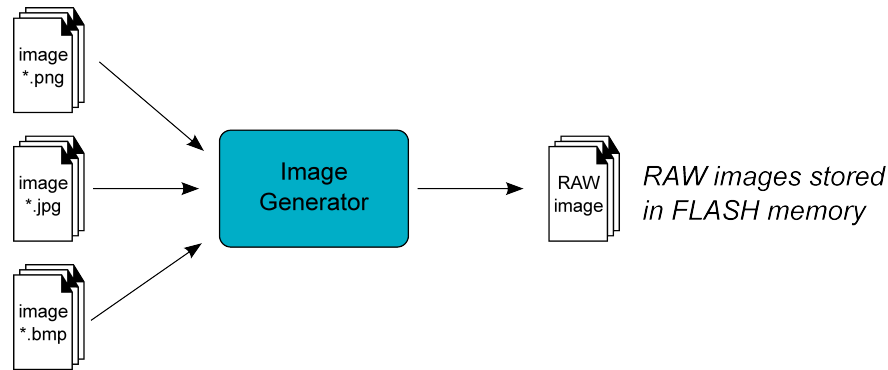 image
*.png
image
*.jpg
image
*.bmp
Image
Generator
RAW
image
RAW images stored
in FLASH memory